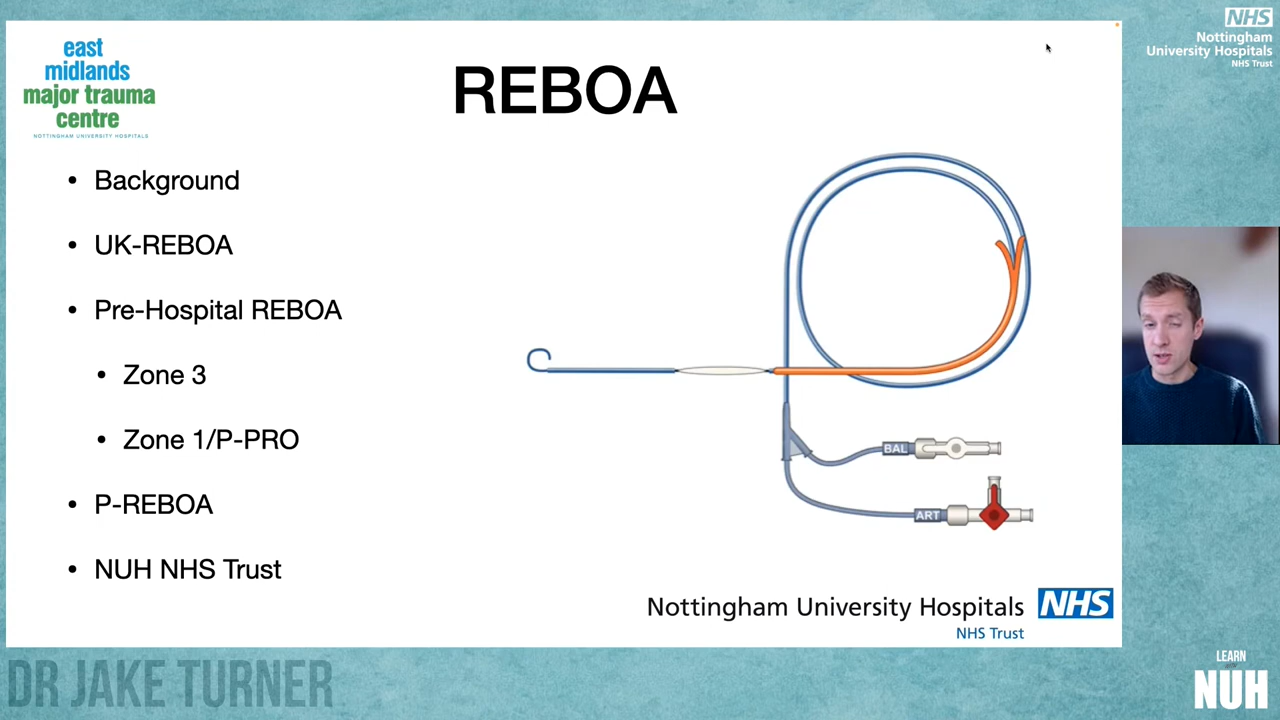 east
midlands
major trauma
centre
NOTTINGHAM UNIVERSITY HOSPITALS
REBOA
NHS
Nottingham
University Hospitals
NHS Trust
• Background
• UK-REBOA
• Pre-Hospital REBOA
• Zone 3
• Zone 1/P-PRO
• P-REBOA
• NUH NHS Trust
BAL
ART
Nottingham University Hospitals NHS
NHS Trust
DR JAKE TURNER
LEARN
NUH